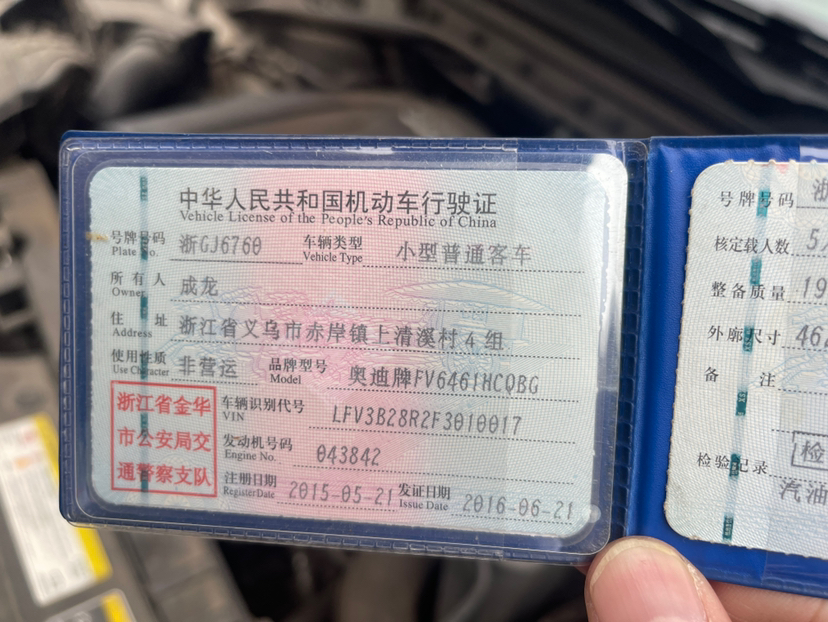 中华人民共和国机动车行驶证
Vehicle License of the People's Republic of China
号牌号码 浙GJ6760 车辆类型 小型普通客车
Plate No. Vehicle Type
所有人 成龙
Owner
住址 浙江省义乌市赤岸镇上清溪村4组
Address
使用性质 非营运 品牌型号 奥迪牌FV6461HCQBG
Use Character Model
浙江省金华
市公安局交
通警察支队
车辆识别代号 LFV3B28R2F3010017
VIN
发动机号码 043842
Engine No.
注册日期 2015-05-21 发证日期 2016-06-21
Register Date Issue Date
号牌号码 浙
核定载人数 5
整备质量 19
外廓尺寸 46
备注
检验记录 检
汽油